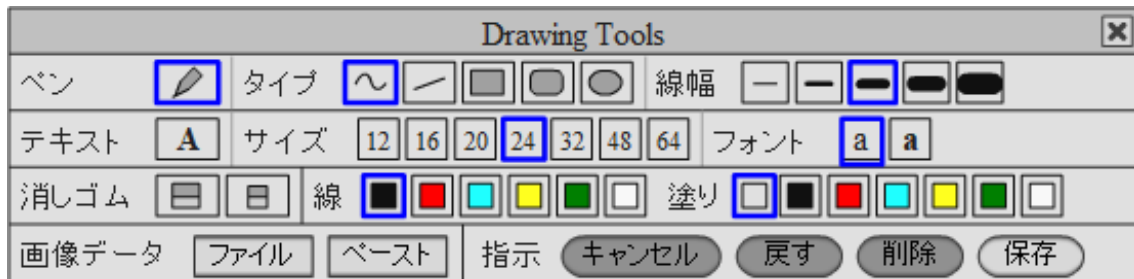 Drawing Tools
ペン タイプ 線幅
テキスト A サイズ 12 16 20 24 32 48 64 フォント a a
消しゴム 線 塗り
画像データ ファイル ペースト 指示 キャンセル 戻す 削除 保存